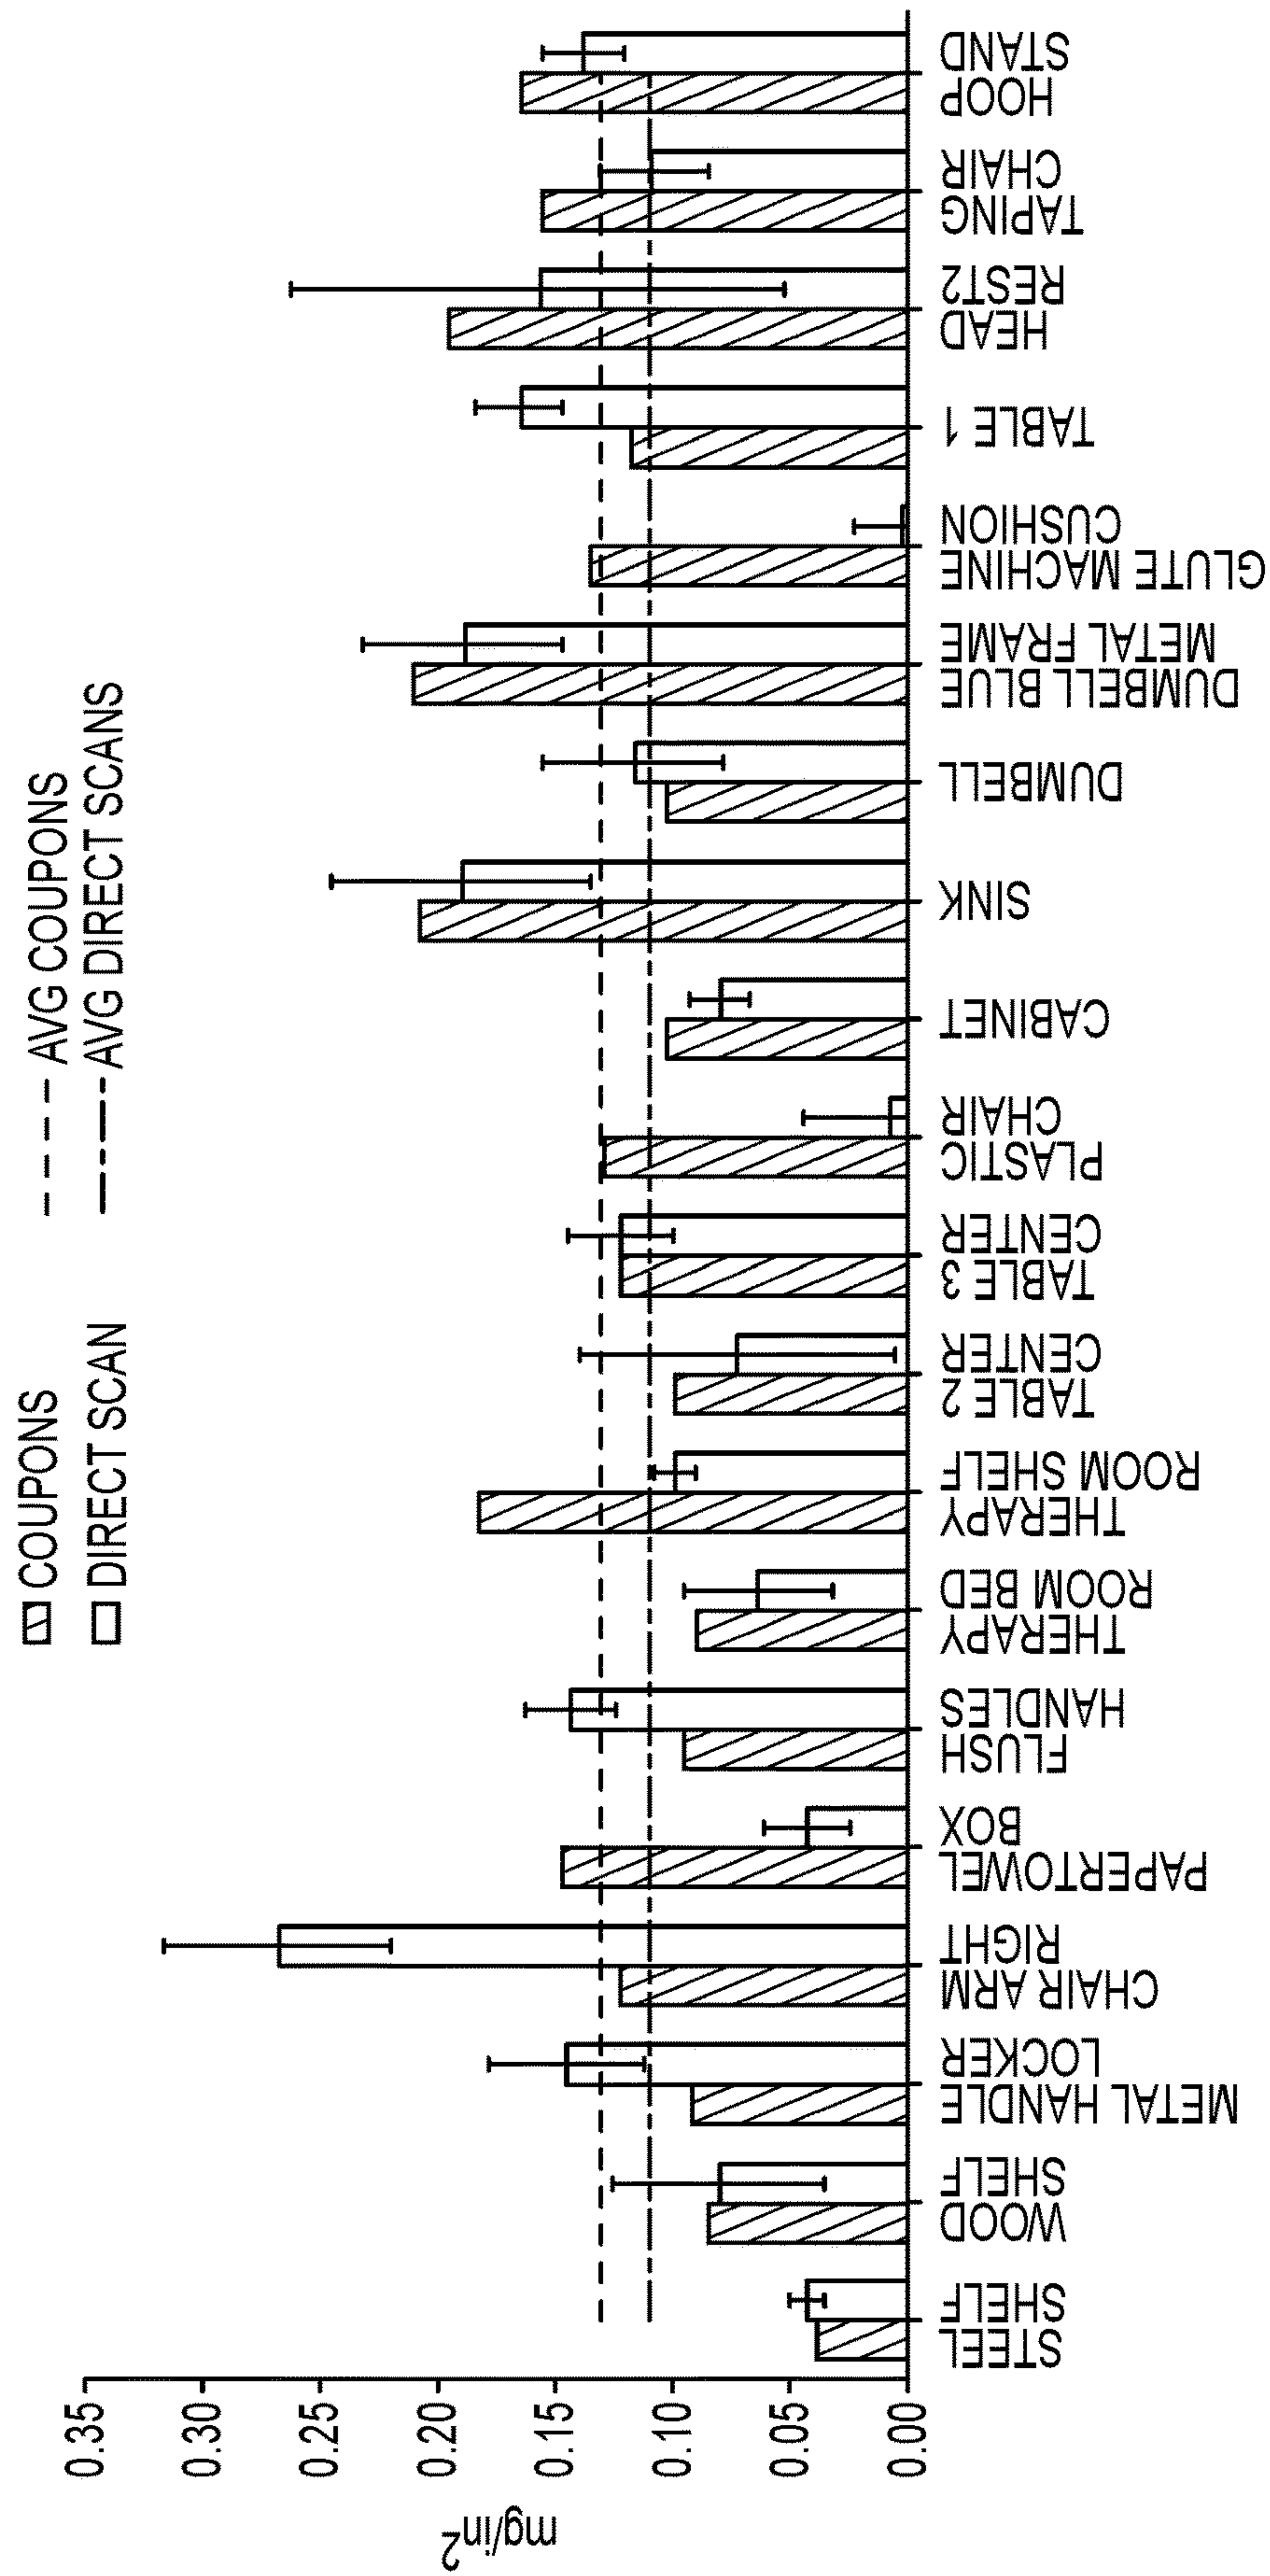 COUPONS
DIRECT SCAN
AVG COUPONS
AVG DIRECT SCANS
mg/in2
0.35
0.30
0.25
0.20
0.15
0.10
0.05
0.00
STEEL
SHELF
WOOD
SHELF
METAL HANDLE
LOCKER
CHAIR ARM
RIGHT
PAPERTOWEL
BOX
FLUSH
HANDLES
THERAPY
ROOM BED
THERAPY
ROOM SHELF
TABLE 2
CENTER
TABLE 3
CENTER
PLASTIC
CHAIR
CABINET
SINK
DUMBELL
DUMBELL BLUE
METAL FRAME
GLUTE MACHINE
CUSHION
TABLE 1
HEAD
REST2
TAPING
CHAIR
HOOP
STAND